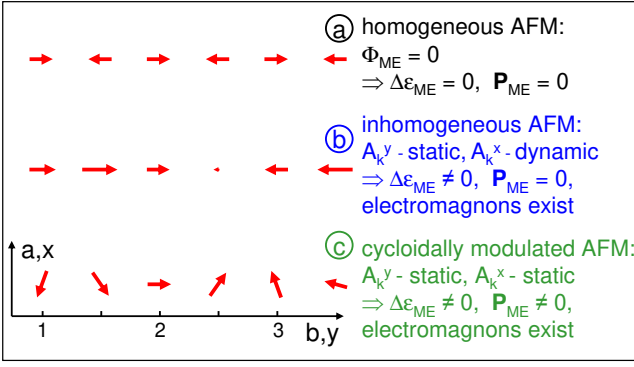 ⓐ homogeneous AFM:
Φ_ME = 0
⇒ Δε_ME = 0, P_ME = 0
ⓑ inhomogeneous AFM:
A_k^y - static, A_k^x - dynamic
⇒ Δε_ME ≠ 0, P_ME = 0,
electromagnons exist
a,x
ⓒ cycloidally modulated AFM:
A_k^y - static, A_k^x - static
⇒ Δε_ME ≠ 0, P_ME ≠ 0,
electromagnons exist
1 2 3 b,y